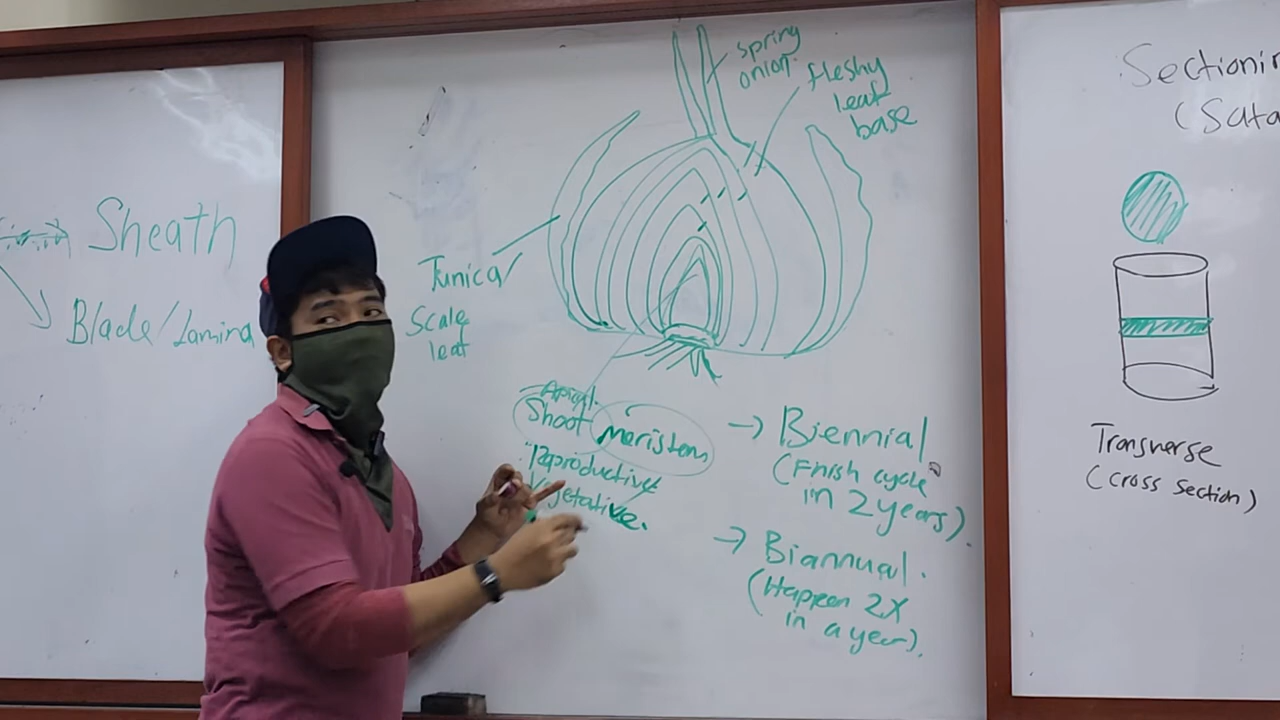 Sheath
Blade/Lamina
spring
onion
fleshy
leaf
base
Tunica
Scale
leaf
Apical
Shoot Meristem
Reproductive
Vegetative.
→ Biennial
(Finish cycle
in 2 years).
→ Biannual.
(Happen 2X
in a year).
(Sata
Transverse
(cross section)